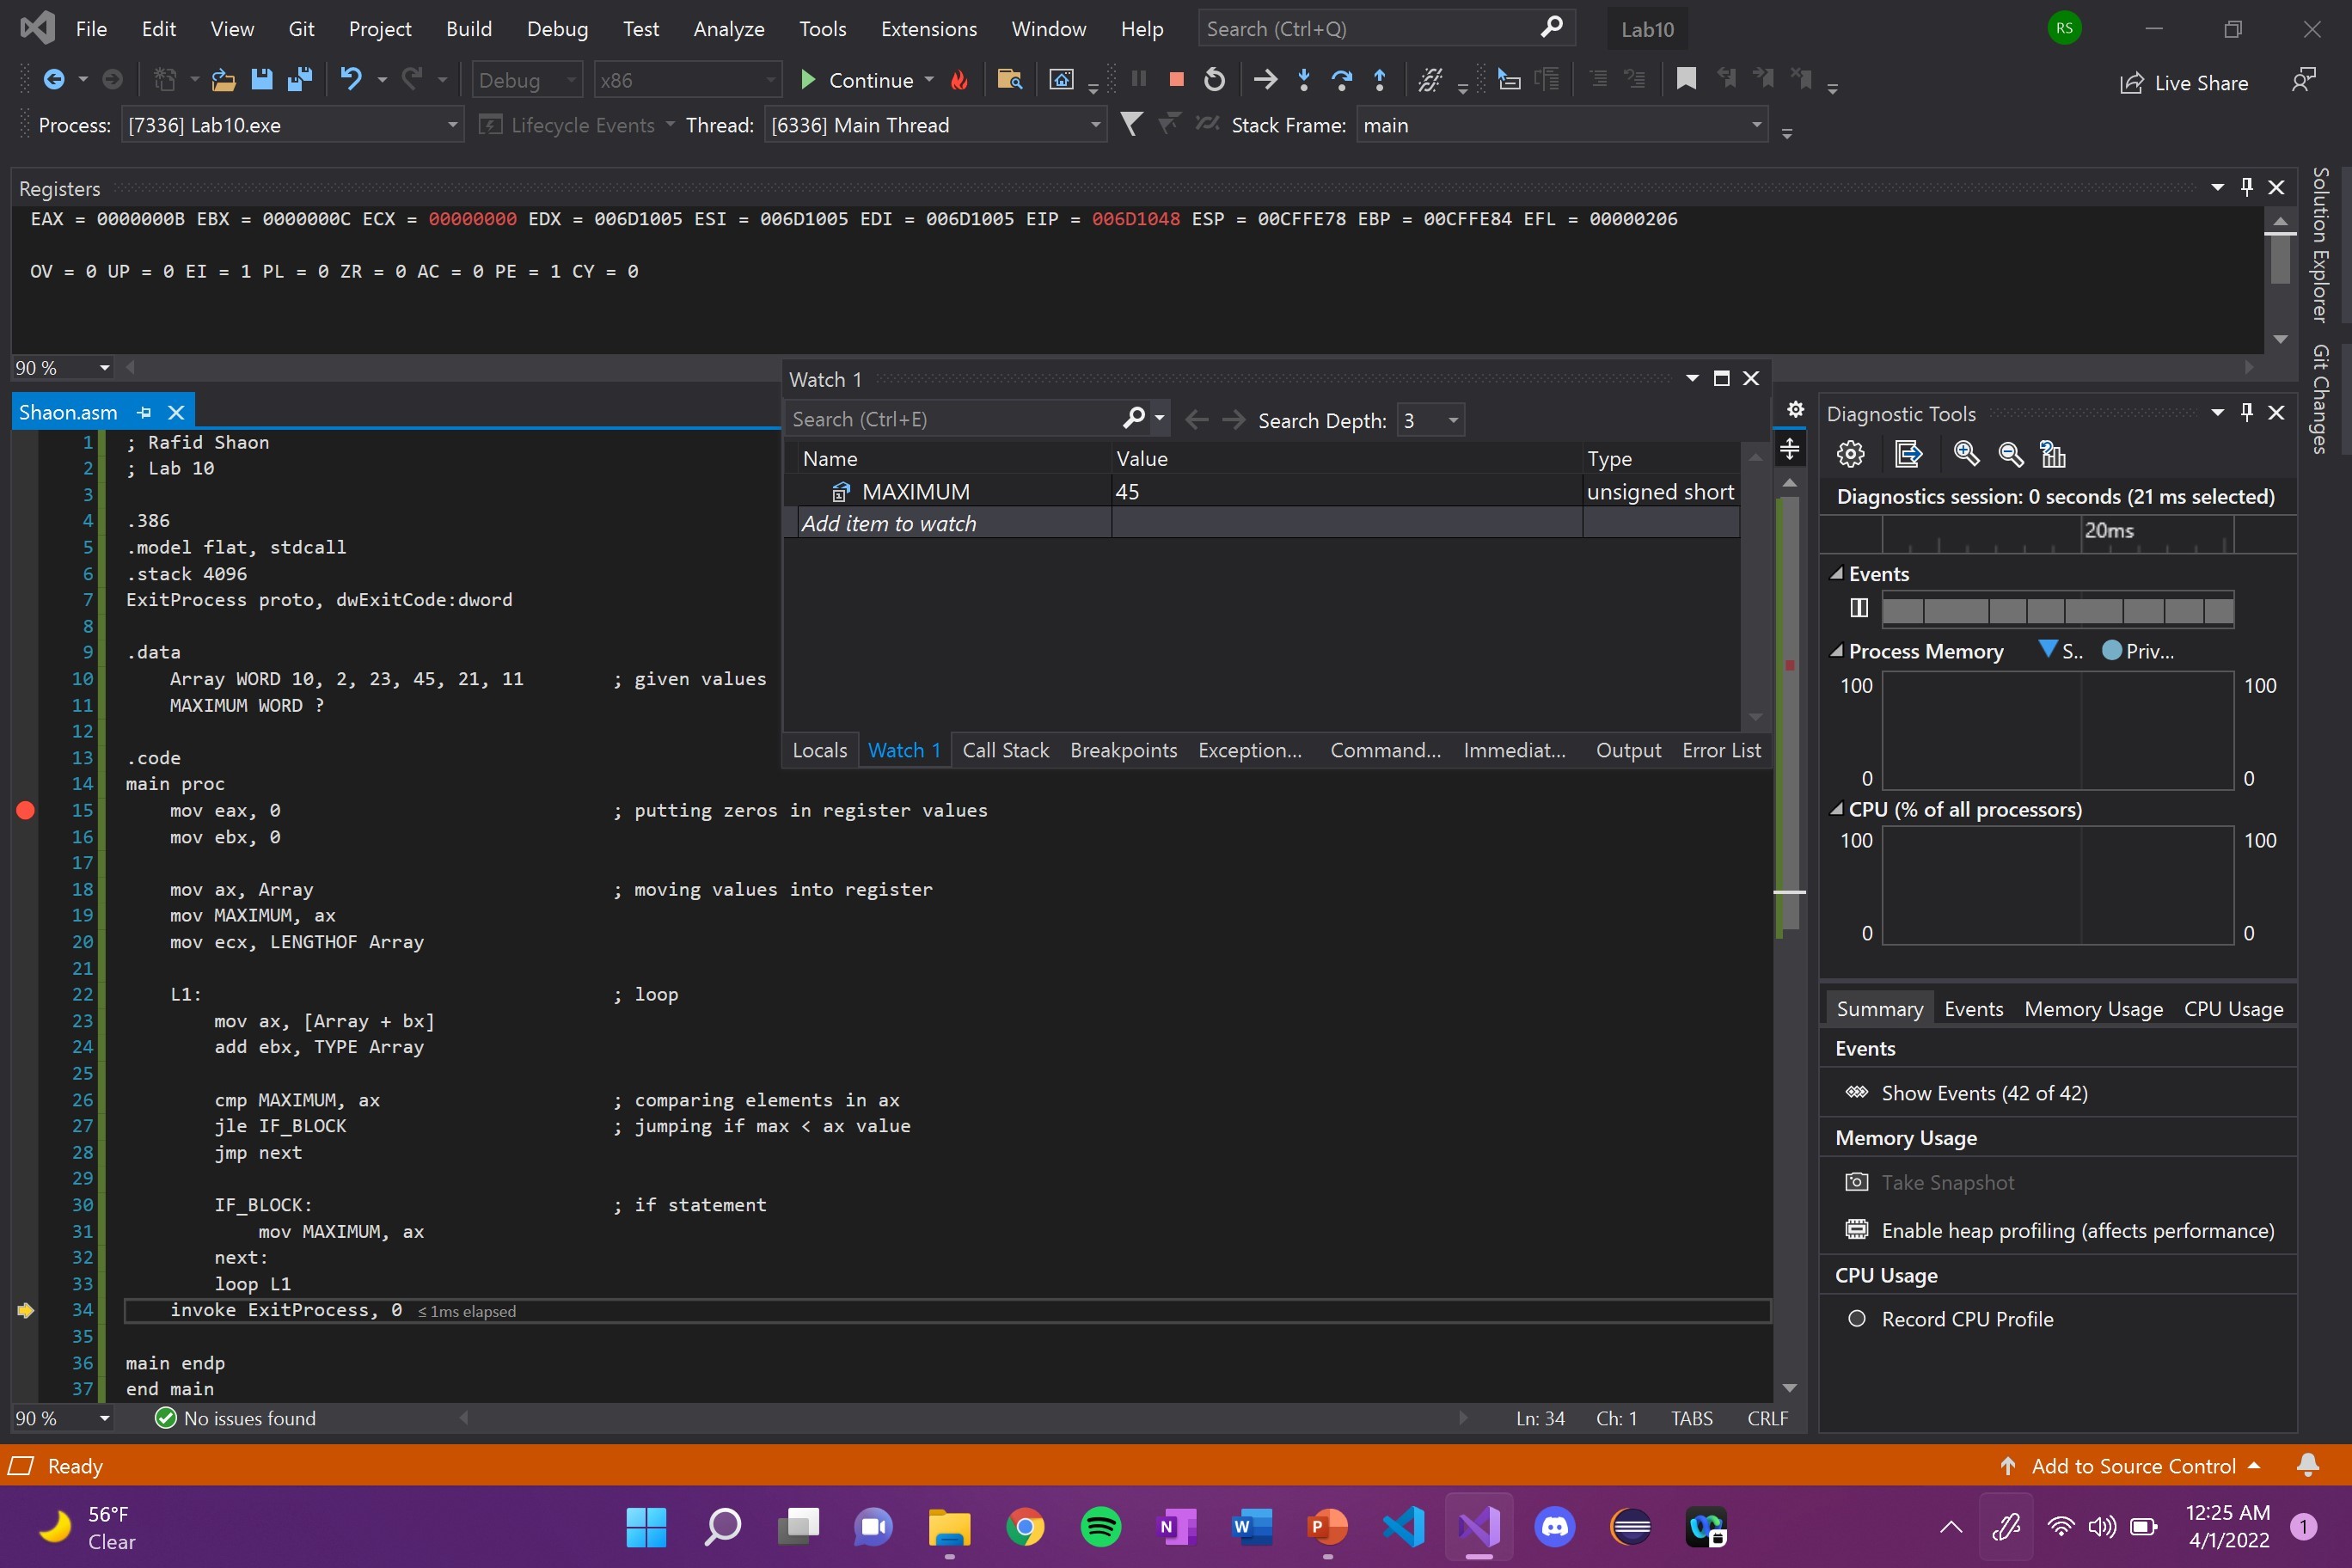 File Edit View Git Project Build Debug Test Analyze Tools Extensions Window Help Search (Ctrl+Q) Lab10 RS
Debug x86 Continue Live Share
Process: [7336] Lab10.exe Lifecycle Events Thread: [6336] Main Thread Stack Frame: main
Registers
EAX = 0000000B EBX = 0000000C ECX = 00000000 EDX = 006D1005 ESI = 006D1005 EDI = 006D1005 EIP = 006D1048 ESP = 00CFFE78 EBP = 00CFFE84 EFL = 00000206
OV = 0 UP = 0 EI = 1 PL = 0 ZR = 0 AC = 0 PE = 1 CY = 0
90 %
Solution Explorer
Git Changes
Watch 1
Search (Ctrl+E) Search Depth: 3
Name Value Type
MAXIMUM 45 unsigned short
Add item to watch
Locals Watch 1 Call Stack Breakpoints Exception... Command... Immediat... Output Error List
Shaon.asm
1 ; Rafid Shaon
2 ; Lab 10
3
4 .386
5 .model flat, stdcall
6 .stack 4096
7 ExitProcess proto, dwExitCode:dword
8
9 .data
10 Array WORD 10, 2, 23, 45, 21, 11 ; given values
11 MAXIMUM WORD ?
12
13 .code
14 main proc
15 mov eax, 0 ; putting zeros in register values
16 mov ebx, 0
17
18 mov ax, Array ; moving values into register
19 mov MAXIMUM, ax
20 mov ecx, LENGTHOF Array
21
22 L1: ; loop
23 mov ax, [Array + bx]
24 add ebx, TYPE Array
25
26 cmp MAXIMUM, ax ; comparing elements in ax
27 jle IF_BLOCK ; jumping if max < ax value
28 jmp next
29
30 IF_BLOCK: ; if statement
31 mov MAXIMUM, ax
32 next:
33 loop L1
34 invoke ExitProcess, 0 ≤ 1ms elapsed
35
36 main endp
37 end main
90 % No issues found Ln: 34 Ch: 1 TABS CRLF
Diagnostic Tools
Diagnostics session: 0 seconds (21 ms selected)
20ms
Events
Process Memory S.. Priv...
100 100
0 0
CPU (% of all processors)
100 100
0 0
Summary Events Memory Usage CPU Usage
Events
Show Events (42 of 42)
Memory Usage
Take Snapshot
Enable heap profiling (affects performance)
CPU Usage
Record CPU Profile
Ready Add to Source Control
56°F
Clear
N W P
12:25 AM
4/1/2022
1